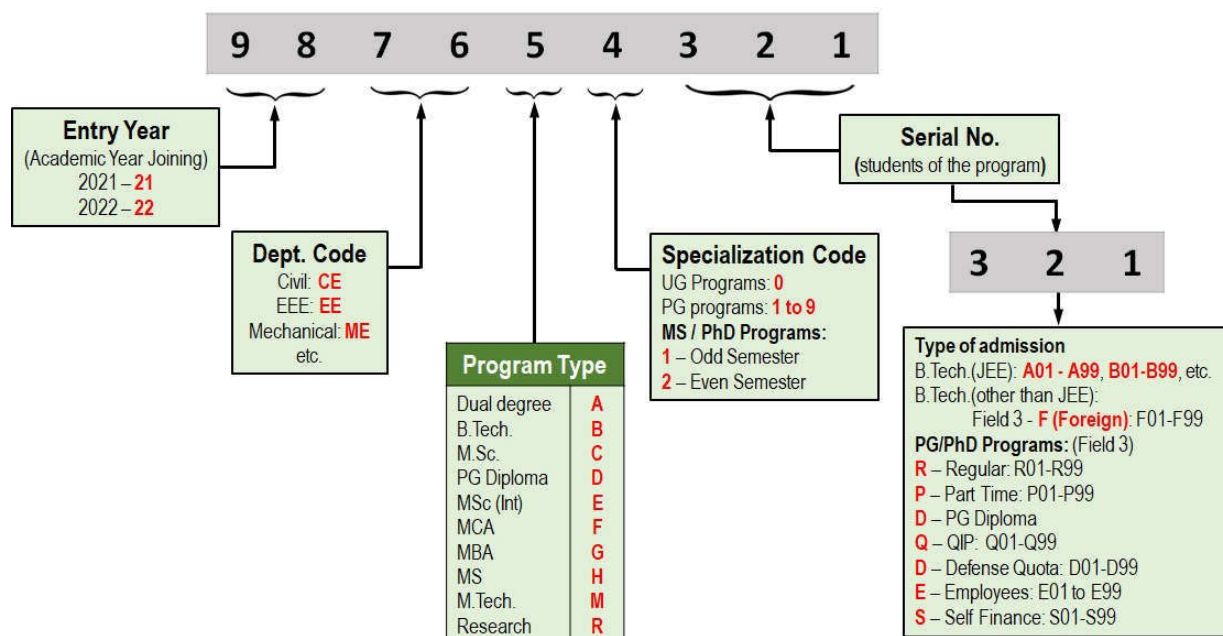 9 8 7 6 5 4 3 2 1
Entry Year
(Academic Year Joining)
2021 – 21
2022 – 22
Dept. Code
Civil: CE
EEE: EE
Mechanical: ME
etc.
Program Type
Dual degree A
B.Tech. B
M.Sc. C
PG Diploma D
MSc (Int) E
MCA F
MBA G
MS H
M.Tech. M
Research R
Specialization Code
UG Programs: 0
PG programs: 1 to 9
MS / PhD Programs:
1 – Odd Semester
2 – Even Semester
Serial No.
(students of the program)
3 2 1
Type of admission
B.Tech.(JEE): A01 - A99, B01-B99, etc.
B.Tech.(other than JEE):
Field 3 - F (Foreign): F01-F99
PG/PhD Programs: (Field 3)
R – Regular: R01-R99
P – Part Time: P01-P99
D – PG Diploma
Q – QIP: Q01-Q99
D – Defense Quota: D01-D99
E – Employees: E01 to E99
S – Self Finance: S01-S99